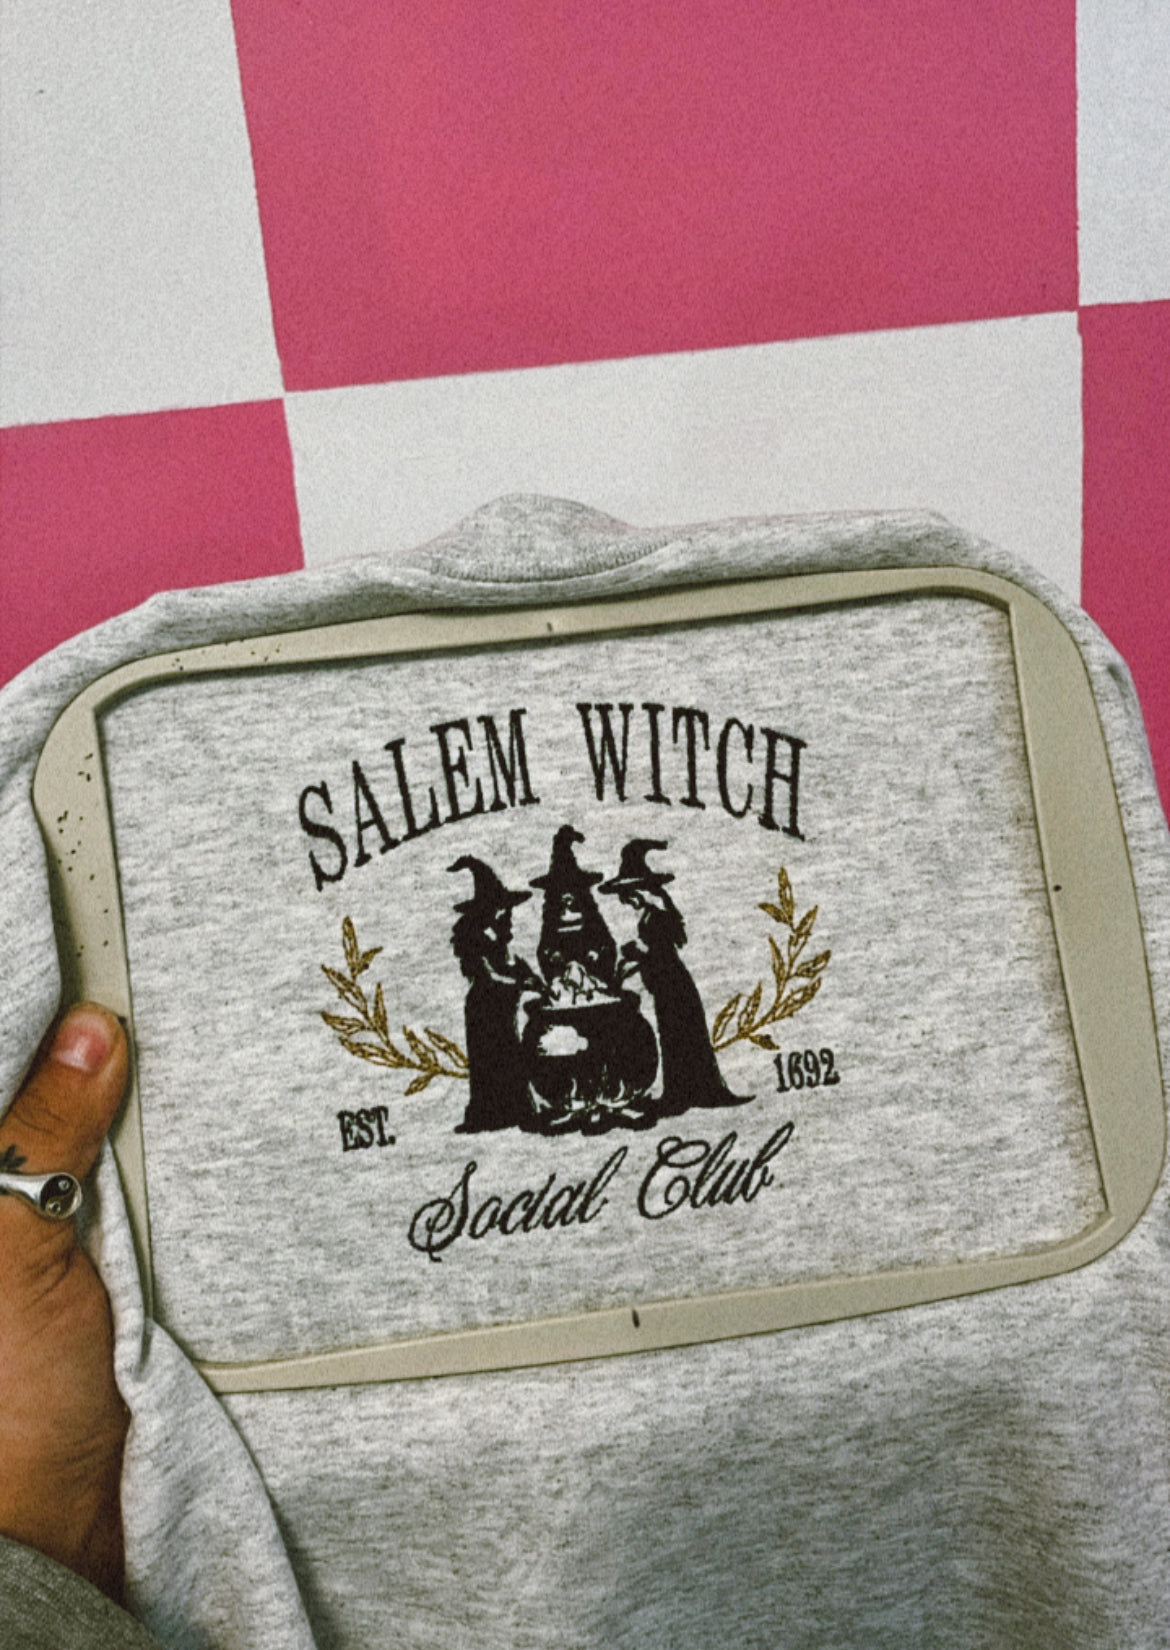 SALEM WITCH
EST. 1692
Social Club